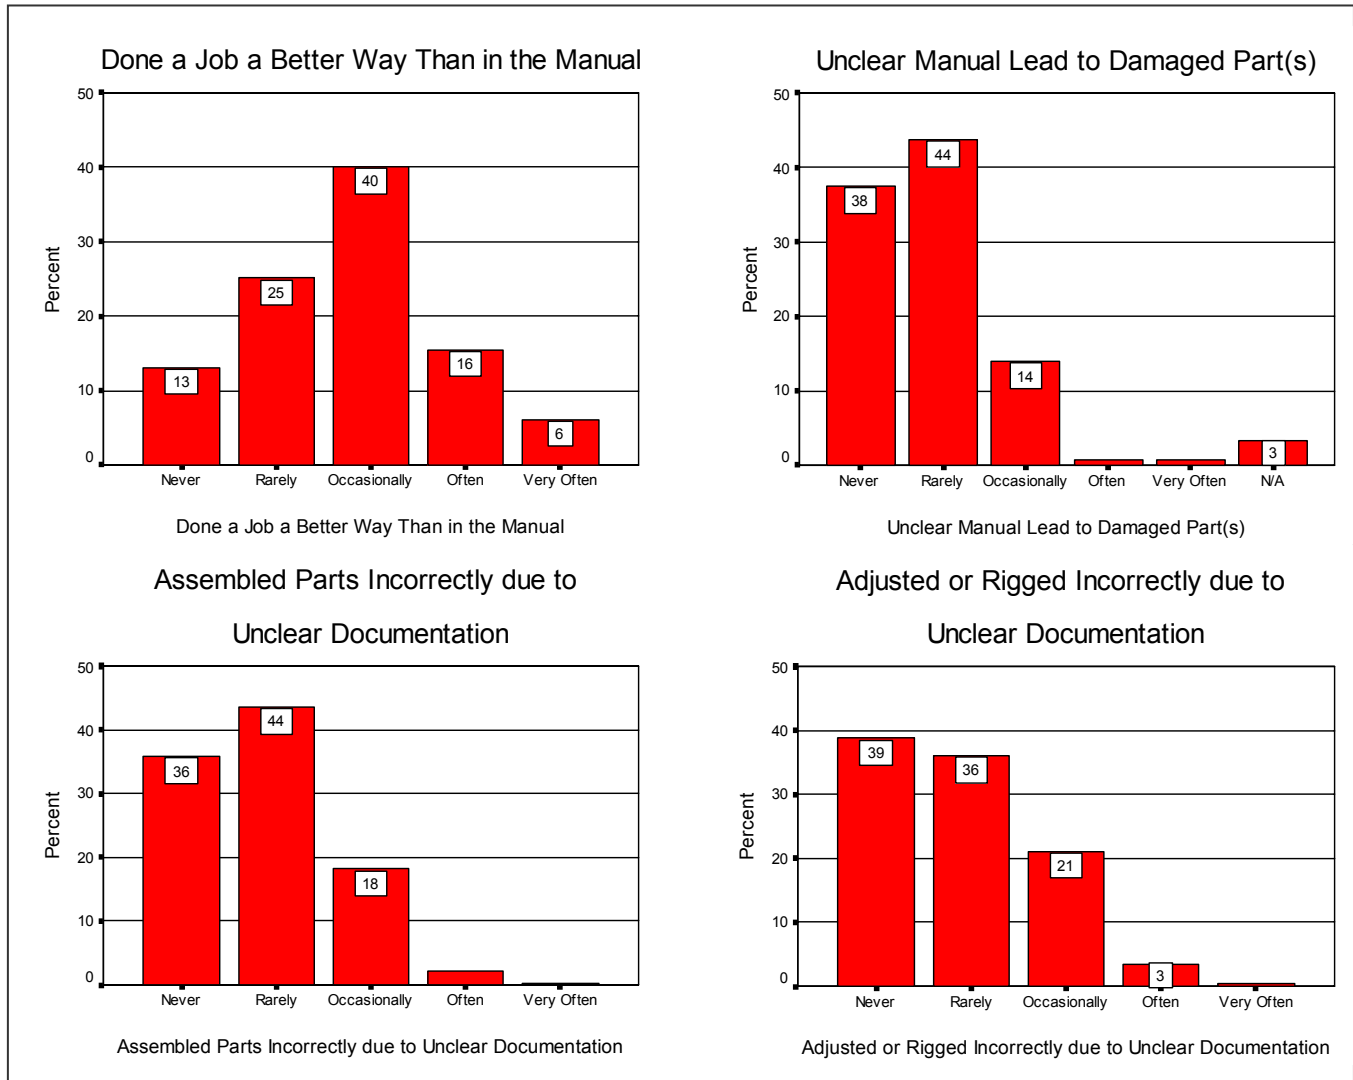 Done a Job a Better Way Than in the Manual
50
40
30
20
10
0
Percent
13
25
40
16
6
Never
Rarely
Occasionally
Often
Very Often
Done a Job a Better Way Than in the Manual
Unclear Manual Lead to Damaged Part(s)
50
40
30
20
10
0
Percent
38
44
14
3
Never
Rarely
Occasionally
Often
Very Often
N/A
Unclear Manual Lead to Damaged Part(s)
Assembled Parts Incorrectly due to
Unclear Documentation
50
40
30
20
10
0
Percent
36
44
18
Never
Rarely
Occasionally
Often
Very Often
Assembled Parts Incorrectly due to Unclear Documentation
Adjusted or Rigged Incorrectly due to
Unclear Documentation
50
40
30
20
10
0
Percent
39
36
21
3
Never
Rarely
Occasionally
Often
Very Often
Adjusted or Rigged Incorrectly due to Unclear Documentation